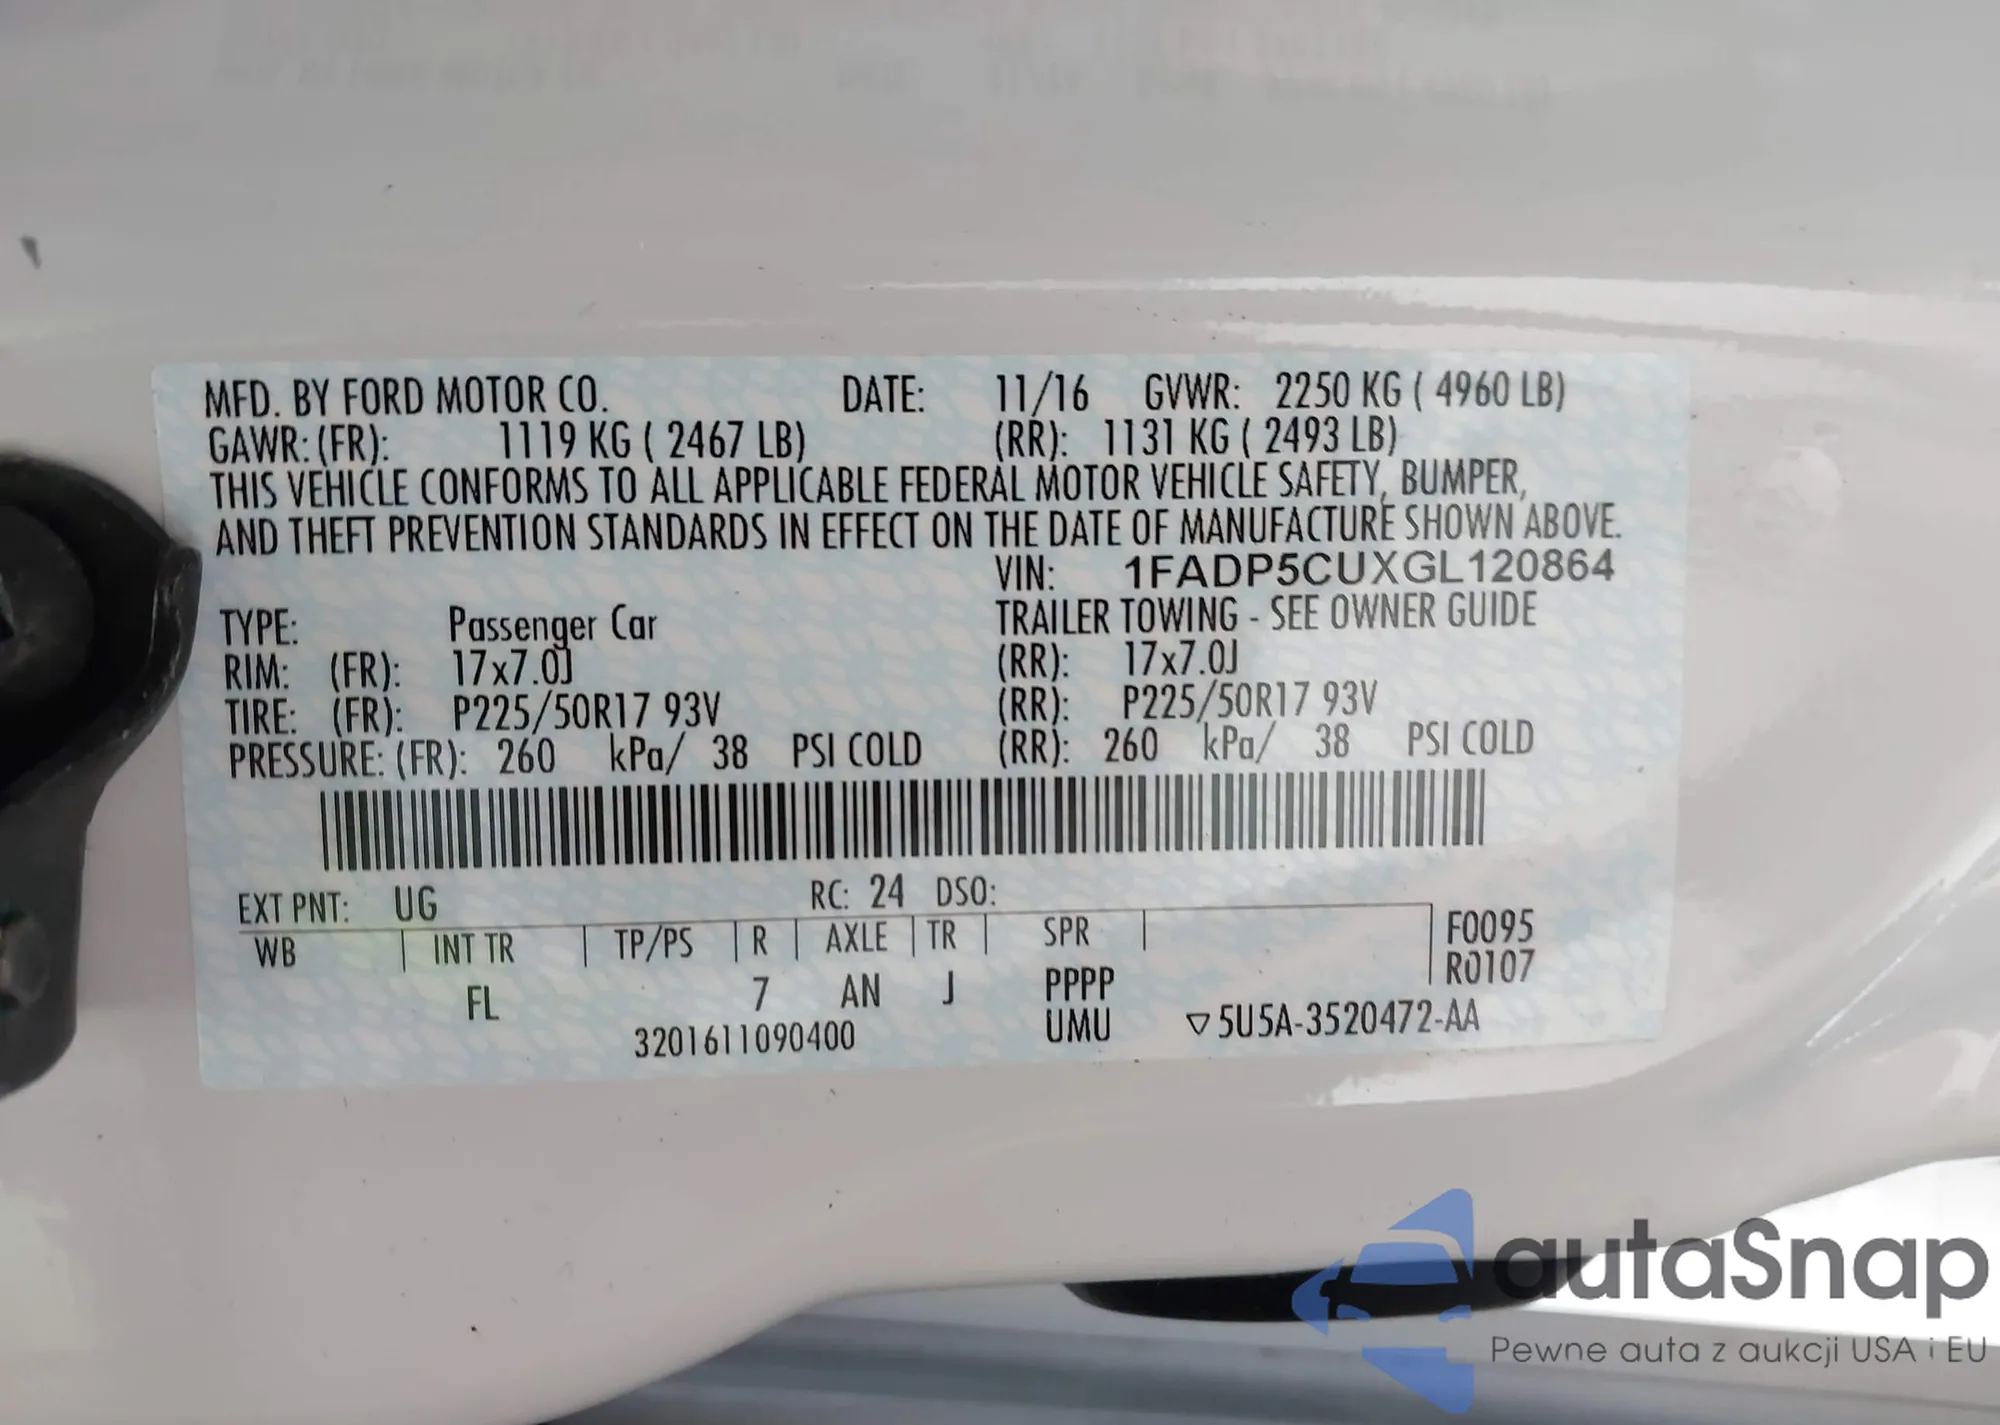 MFD. BY FORD MOTOR CO. DATE: 11/16 GVWR: 2250 KG ( 4960 LB)
GAWR: (FR): 1119 KG ( 2467 LB) (RR): 1131 KG ( 2493 LB)
THIS VEHICLE CONFORMS TO ALL APPLICABLE FEDERAL MOTOR VEHICLE SAFETY, BUMPER,
AND THEFT PREVENTION STANDARDS IN EFFECT ON THE DATE OF MANUFACTURE SHOWN ABOVE.
VIN: 1FADP5CUXGL120864
TYPE: Passenger Car TRAILER TOWING - SEE OWNER GUIDE
RIM: (FR): 17x7.0J (RR): 17x7.0J
TIRE: (FR): P225/50R17 93V (RR): P225/50R17 93V
PRESSURE: (FR): 260 kPa/ 38 PSI COLD (RR): 260 kPa/ 38 PSI COLD
EXT PNT: UG RC: 24 DSO:
WB | INT TR | TP/PS | R | AXLE | TR | SPR | F0095
R0107
FL 7 AN J PPPP
3201611090400 UMU ▽5U5A-3520472-AA
autaSnap
Pewne auta z aukcji USA i EU